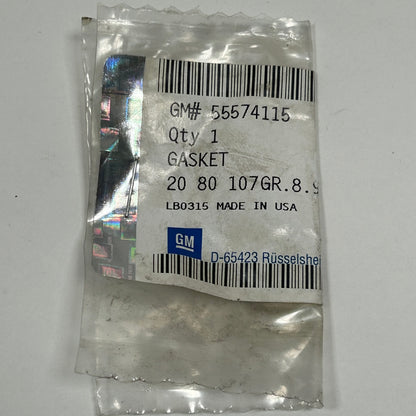 GM# 55574115
Qty 1
GASKET
20 80 107GR.8.9
LB0315 MADE IN USA
GM
D-65423 Rüsselshe